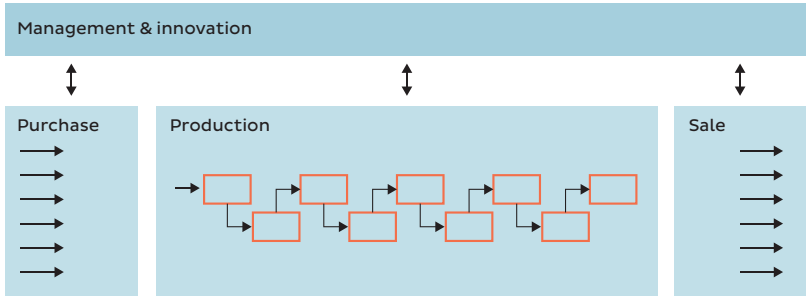 Management & innovation
Purchase
Production
Sale